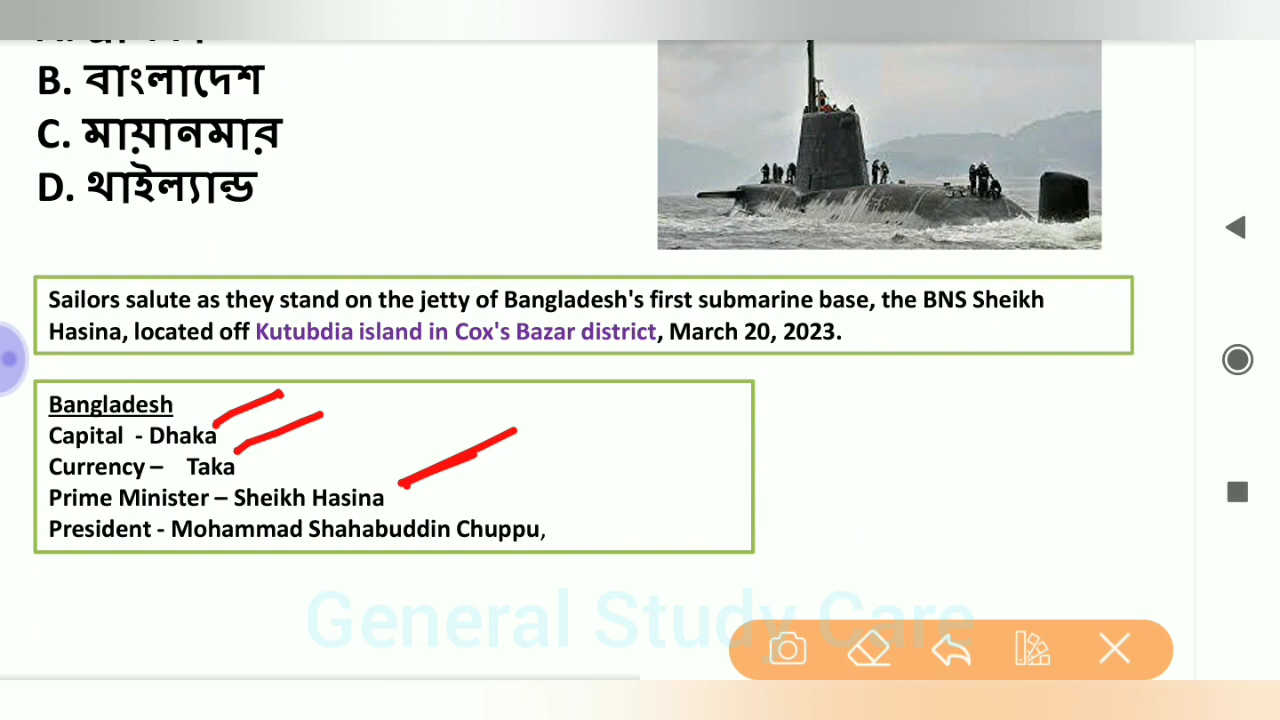 B. বাংলাদেশ
C. মায়ানমার
D. থাইল্যান্ড
Sailors salute as they stand on the jetty of Bangladesh's first submarine base, the BNS Sheikh
Hasina, located off Kutubdia island in Cox's Bazar district, March 20, 2023.
Bangladesh
Capital - Dhaka
Currency – Taka
Prime Minister – Sheikh Hasina
President - Mohammad Shahabuddin Chuppu,
General Study Care